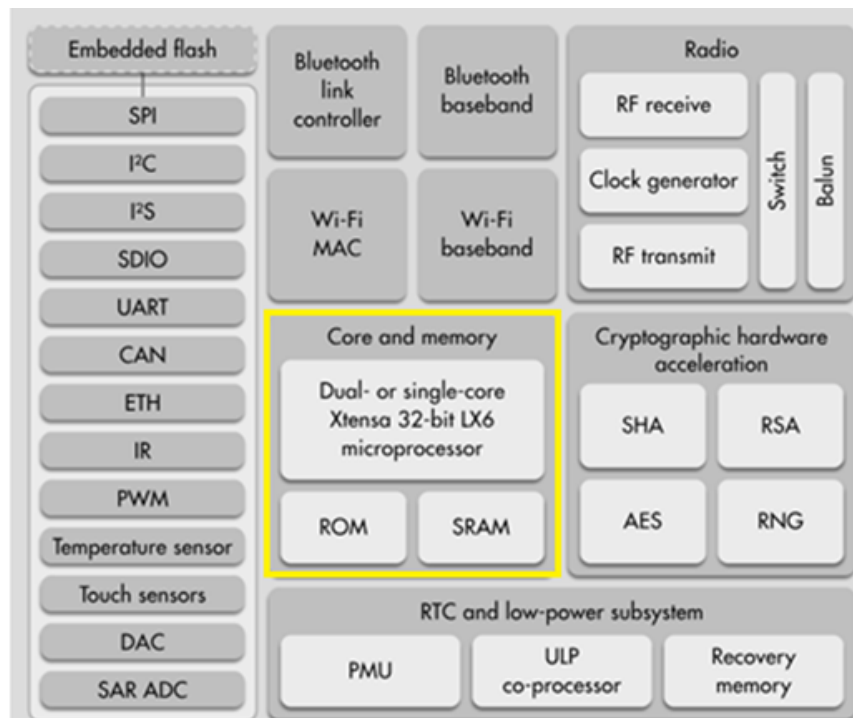 Embedded flash
SPI
I²C
I²S
SDIO
UART
CAN
ETH
IR
PWM
Temperature sensor
Touch sensors
DAC
SAR ADC
Bluetooth
link
controller
Bluetooth
baseband
Wi-Fi
MAC
Wi-Fi
baseband
Radio
RF receive
Clock generator
RF transmit
Switch
Balun
Core and memory
Dual- or single-core
Xtensa 32-bit LX6
microprocessor
ROM
SRAM
Cryptographic hardware
acceleration
SHA
RSA
AES
RNG
RTC and low-power subsystem
PMU
ULP
co-processor
Recovery
memory